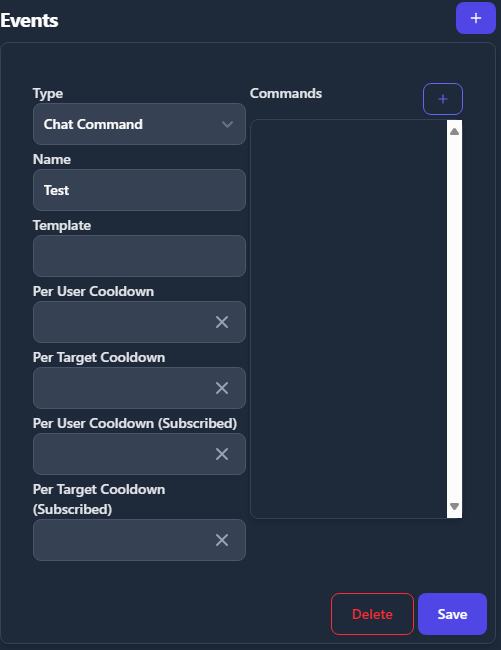 Events
Type
Chat Command
Name
Test
Template
Per User Cooldown
Per Target Cooldown
Per User Cooldown (Subscribed)
Per Target Cooldown
(Subscribed)
Commands
Delete
Save